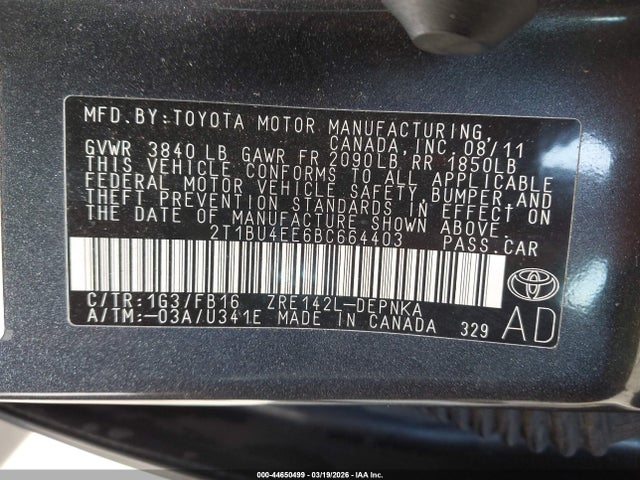 MFD.BY:TOYOTA MOTOR MANUFACTURING,
CANADA, INC. 08/11
GVWR 3840 LB GAWR FR 2090LB RR 1850LB
THIS VEHICLE CONFORMS TO ALL APPLICABLE
FEDERAL MOTOR VEHICLE SAFETY, BUMPER, AND
THEFT PREVENTION STANDARDS IN EFFECT ON
THE DATE OF MANUFACTURE SHOWN ABOVE.
2T1BU4EE6BC664403 PASS.CAR
C/TR:1G3/FB16 ZRE142L-DEPNKA
A/TM:-03A/U341E MADE IN CANADA 329 AD
000-44650499 - 03/19/2026 - IAA Inc.